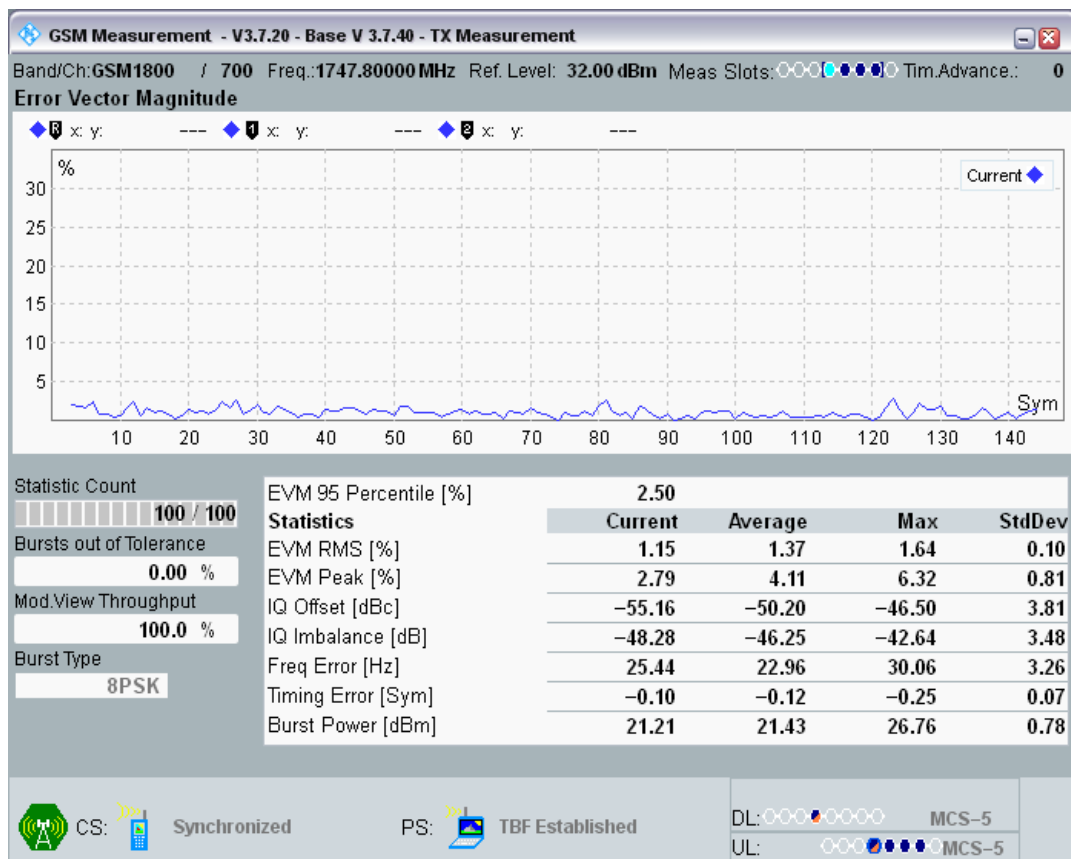 GSM Measurement - V3.7.20 - Base V 3.7.40 - TX Measurement
Band/Ch:GSM1800 / 700 Freq.:1747.80000 MHz Ref. Level: 32.00 dBm Meas Slots: Tim.Advance.: 0
Error Vector Magnitude
R x: y: --- 1 x: y: --- 2 x: y: ---
%
Current
30
25
20
15
10
5
Sym
10 20 30 40 50 60 70 80 90 100 110 120 130 140
Statistic Count
100 / 100
Bursts out of Tolerance
0.00 %
Mod.View Throughput
100.0 %
Burst Type
8PSK
EVM 95 Percentile [%] 2.50
Statistics Current Average Max StdDev
EVM RMS [%] 1.15 1.37 1.64 0.10
EVM Peak [%] 2.79 4.11 6.32 0.81
IQ Offset [dBc] −55.16 −50.20 −46.50 3.81
IQ Imbalance [dB] −48.28 −46.25 −42.64 3.48
Freq Error [Hz] 25.44 22.96 30.06 3.26
Timing Error [Sym] −0.10 −0.12 −0.25 0.07
Burst Power [dBm] 21.21 21.43 26.76 0.78
CS: Synchronized PS: TBF Established
DL: MCS−5
UL: MCS−5